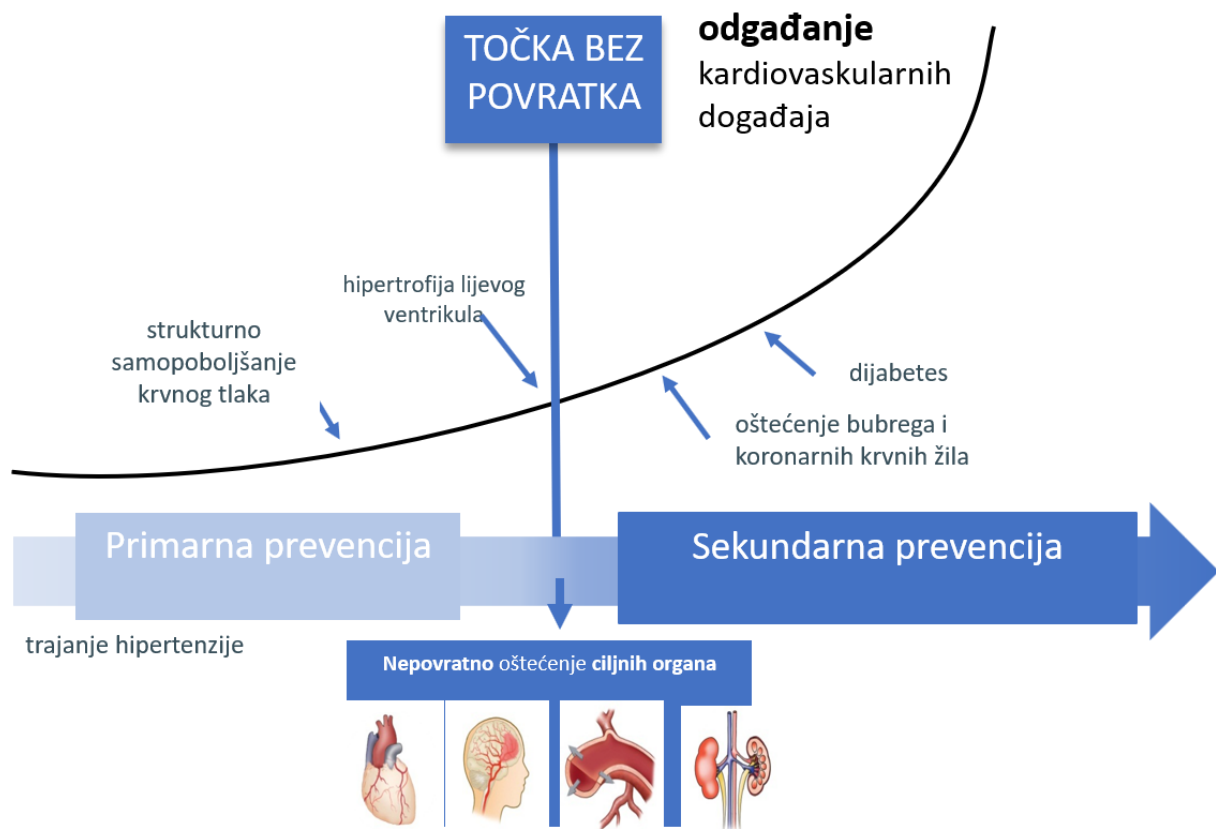 TOČKA BEZ
POVRATKA
odgađanje
kardiovaskularnih
događaja
hipertrofija lijevog
ventrikula
strukturno
samopoboljšanje
krvnog tlaka
dijabetes
oštećenje bubrega i
koronarnih krvnih žila
Primarna prevencija
Sekundarna prevencija
trajanje hipertenzije
Nepovratno oštećenje ciljnih organa